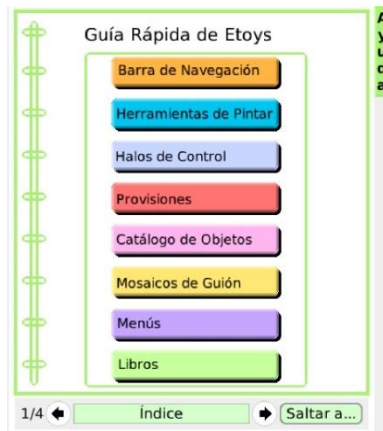 Guía Rápida de Etoys
Barra de Navegación
Herramientas de Pintar
Halos de Control
Provisiones
Catálogo de Objetos
Mosaicos de Guión
Menús
Libros
1/4 Índice Saltar a...